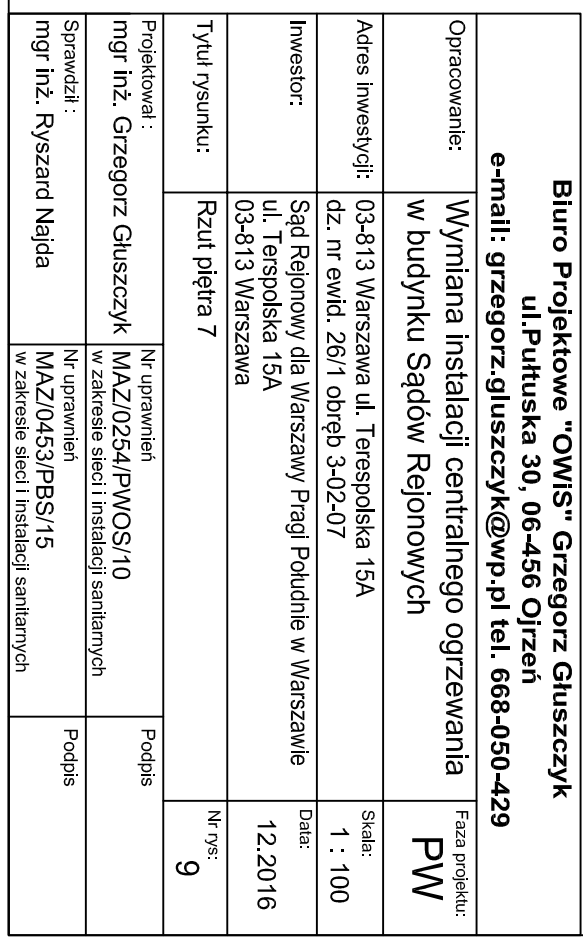 Biuro Projektowe "OWiS" Grzegorz Głuszczyk
ul.Pułtuska 30, 06-456 Ojrzeń
e-mail: grzegorz.gluszczyk@wp.pl tel. 668-050-429
Opracowanie:
Wymiana instalacji centralnego ogrzewania
w budynku Sądów Rejonowych
Faza projektu:
PW
Adres inwestycji:
03-813 Warszawa ul. Terespolska 15A
dz. nr ewid. 26/1 obręb 3-02-07
Skala:
1 : 100
Inwestor:
Sąd Rejonowy dla Warszawy Pragi Południe w Warszawie
ul. Terspolska 15A
03-813 Warszawa
Data:
12.2016
Tytuł rysunku:
Rzut piętra 7
Nr rys:
9
Projektował :
mgr inż. Grzegorz Głuszczyk
Nr uprawnień
MAZ/0254/PWOS/10
w zakresie sieci i instalacji sanitarnych
Podpis
Sprawdził :
mgr inż. Ryszard Najda
Nr uprawnień
MAZ/0453/PBS/15
w zakresie sieci i instalacji sanitarnych
Podpis